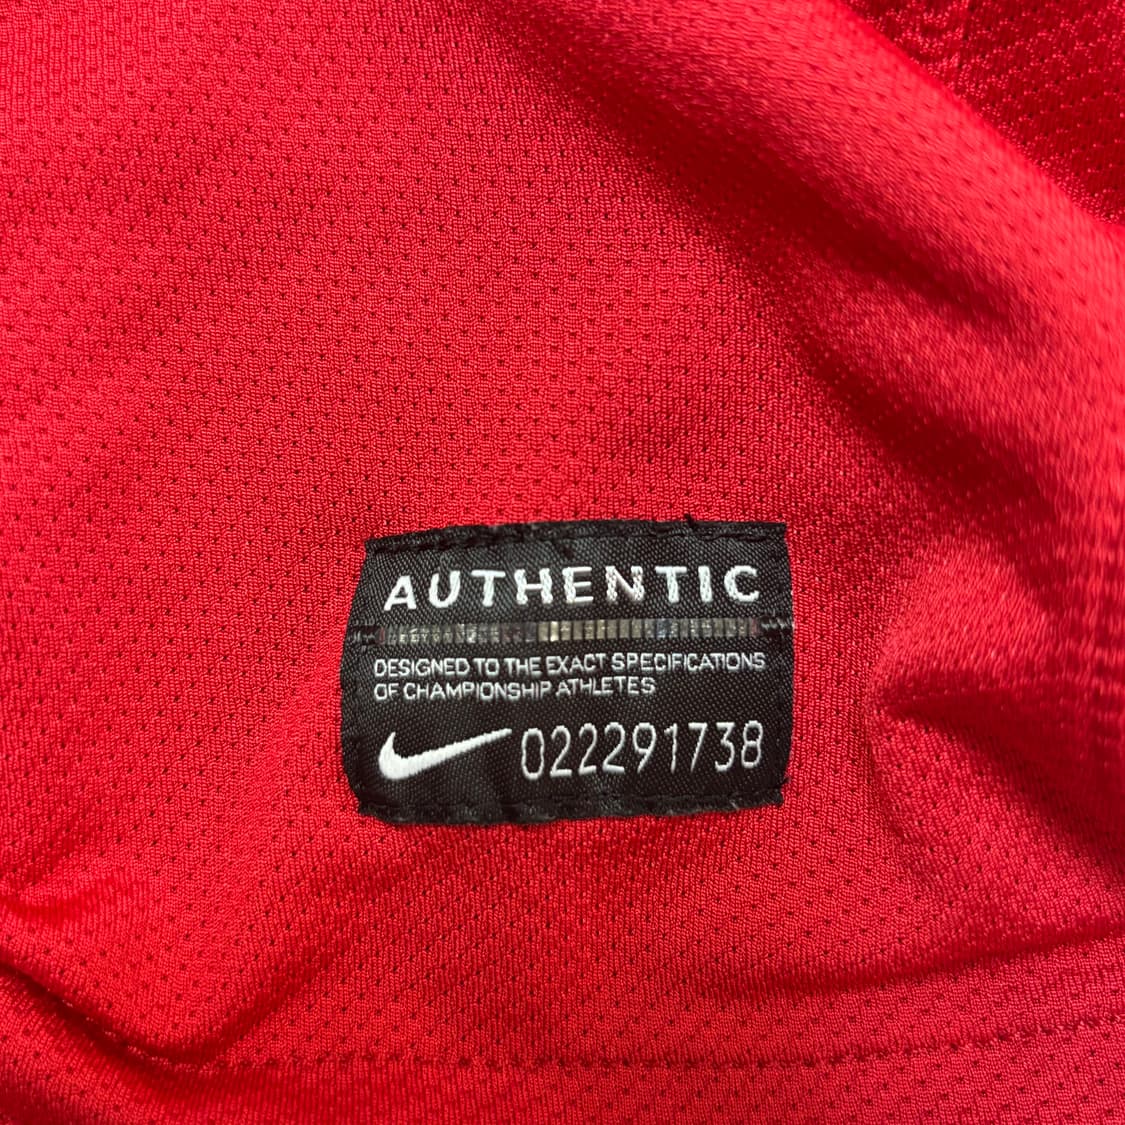 AUTHENTIC
DESIGNED TO THE EXACT SPECIFICATIONS
OF CHAMPIONSHIP ATHLETES
022291738